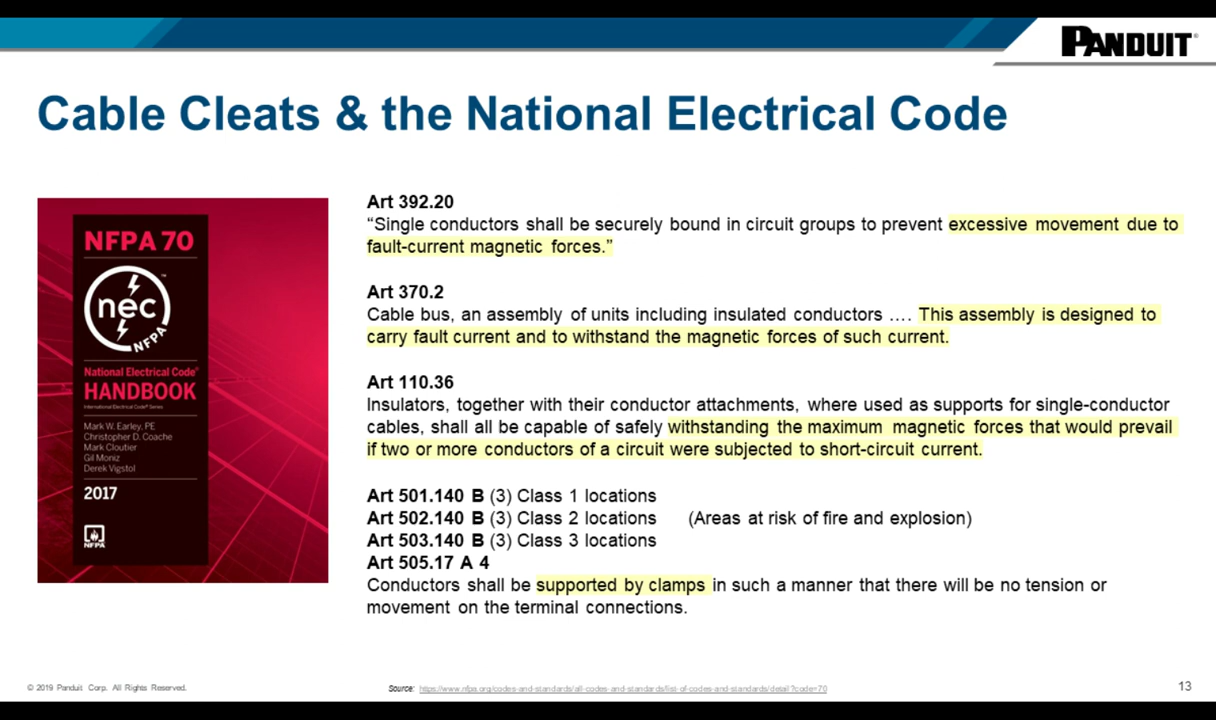 PANDUIT®
Cable Cleats & the National Electrical Code
NFPA 70
nec
NFPA
™
National Electrical Code®
HANDBOOK
International Electrical Code® Series
Mark W. Earley, PE
Christopher D. Coache
Mark Cloutier
Gil Moniz
Derek Vigstol
2017
NFPA
Art 392.20
“Single conductors shall be securely bound in circuit groups to prevent excessive movement due to
fault-current magnetic forces.”
Art 370.2
Cable bus, an assembly of units including insulated conductors .... This assembly is designed to
carry fault current and to withstand the magnetic forces of such current.
Art 110.36
Insulators, together with their conductor attachments, where used as supports for single-conductor
cables, shall all be capable of safely withstanding the maximum magnetic forces that would prevail
if two or more conductors of a circuit were subjected to short-circuit current.
Art 501.140 B (3) Class 1 locations
Art 502.140 B (3) Class 2 locations (Areas at risk of fire and explosion)
Art 503.140 B (3) Class 3 locations
Art 505.17 A 4
Conductors shall be supported by clamps in such a manner that there will be no tension or
movement on the terminal connections.
© 2019 Panduit Corp. All Rights Reserved.
Source: https://www.nfpa.org/codes-and-standards/all-codes-and-standards/list-of-codes-and-standards/detail?code=70
13